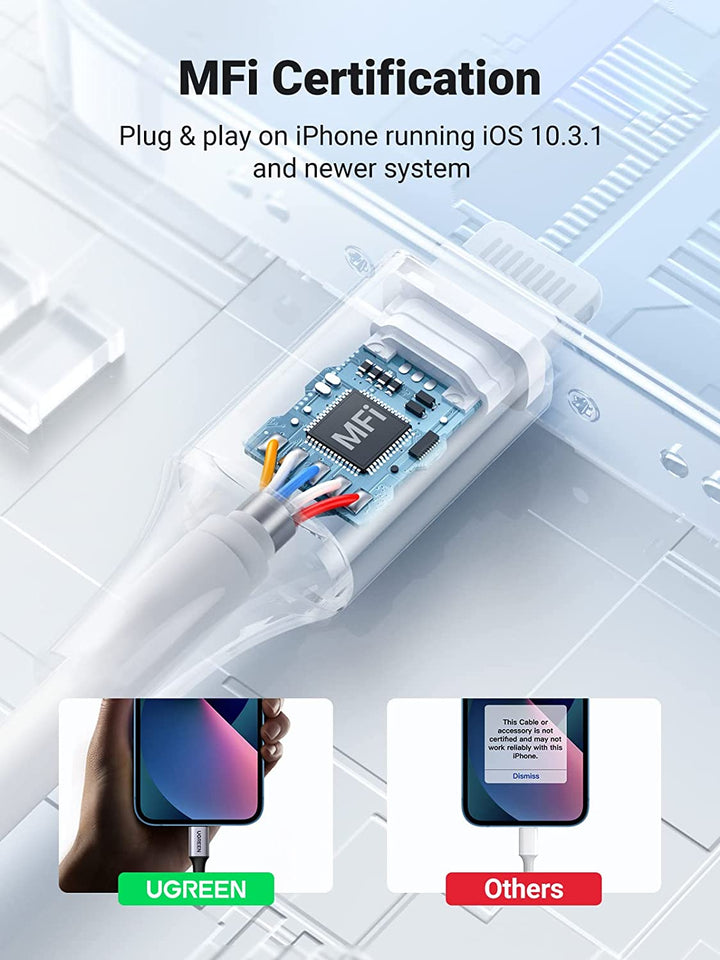 MFi Certification
Plug & play on iPhone running iOS 10.3.1
and newer system
MFi
UGREEN
This Cable or
accessory is not
certified and may not
work reliably with this
iPhone.
Dismiss
UGREEN
Others